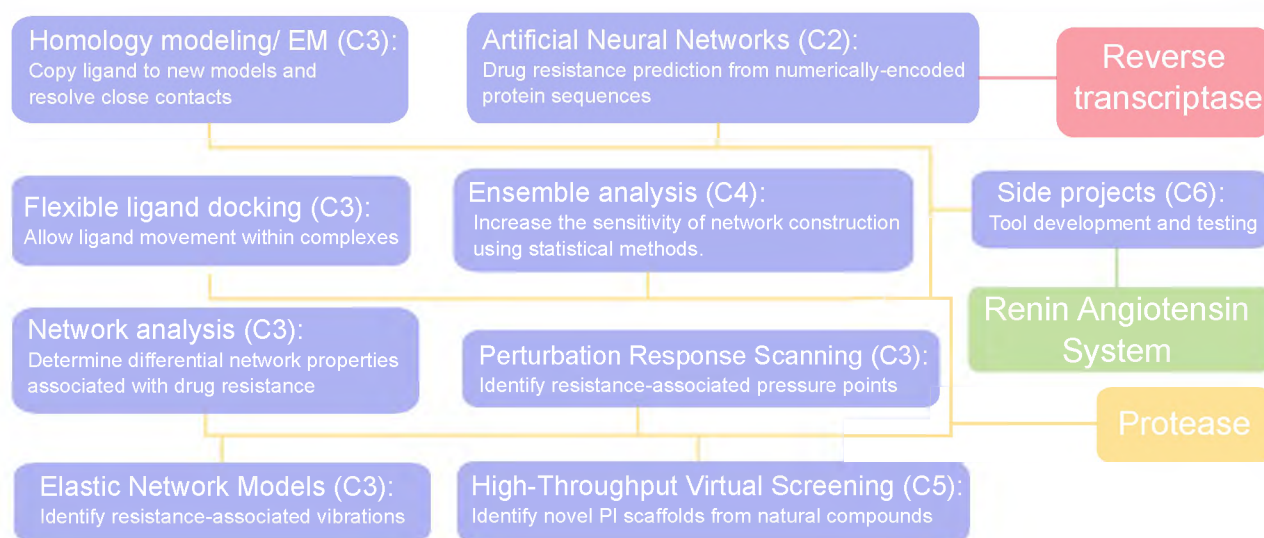 Homology modeling/ EM (C3):
Copy ligand to new models and
resolve close contacts
Artificial Neural Networks (C2):
Drug resistance prediction from numerically-encoded
protein sequences
Reverse
transcriptase
Flexible ligand docking (C3):
Allow ligand movement within complexes
Ensemble analysis (C4):
Increase the sensitivity of network construction
using statistical methods.
Side projects (C6):
Tool development and testing
Renin Angiotensin
System
Network analysis (C3):
Determine differential network properties
associated with drug resistance
Perturbation Response Scanning (C3):
Identify resistance-associated pressure points
Protease
Elastic Network Models (C3):
Identify resistance-associated vibrations
High-Throughput Virtual Screening (C5):
Identify novel PI scaffolds from natural compounds